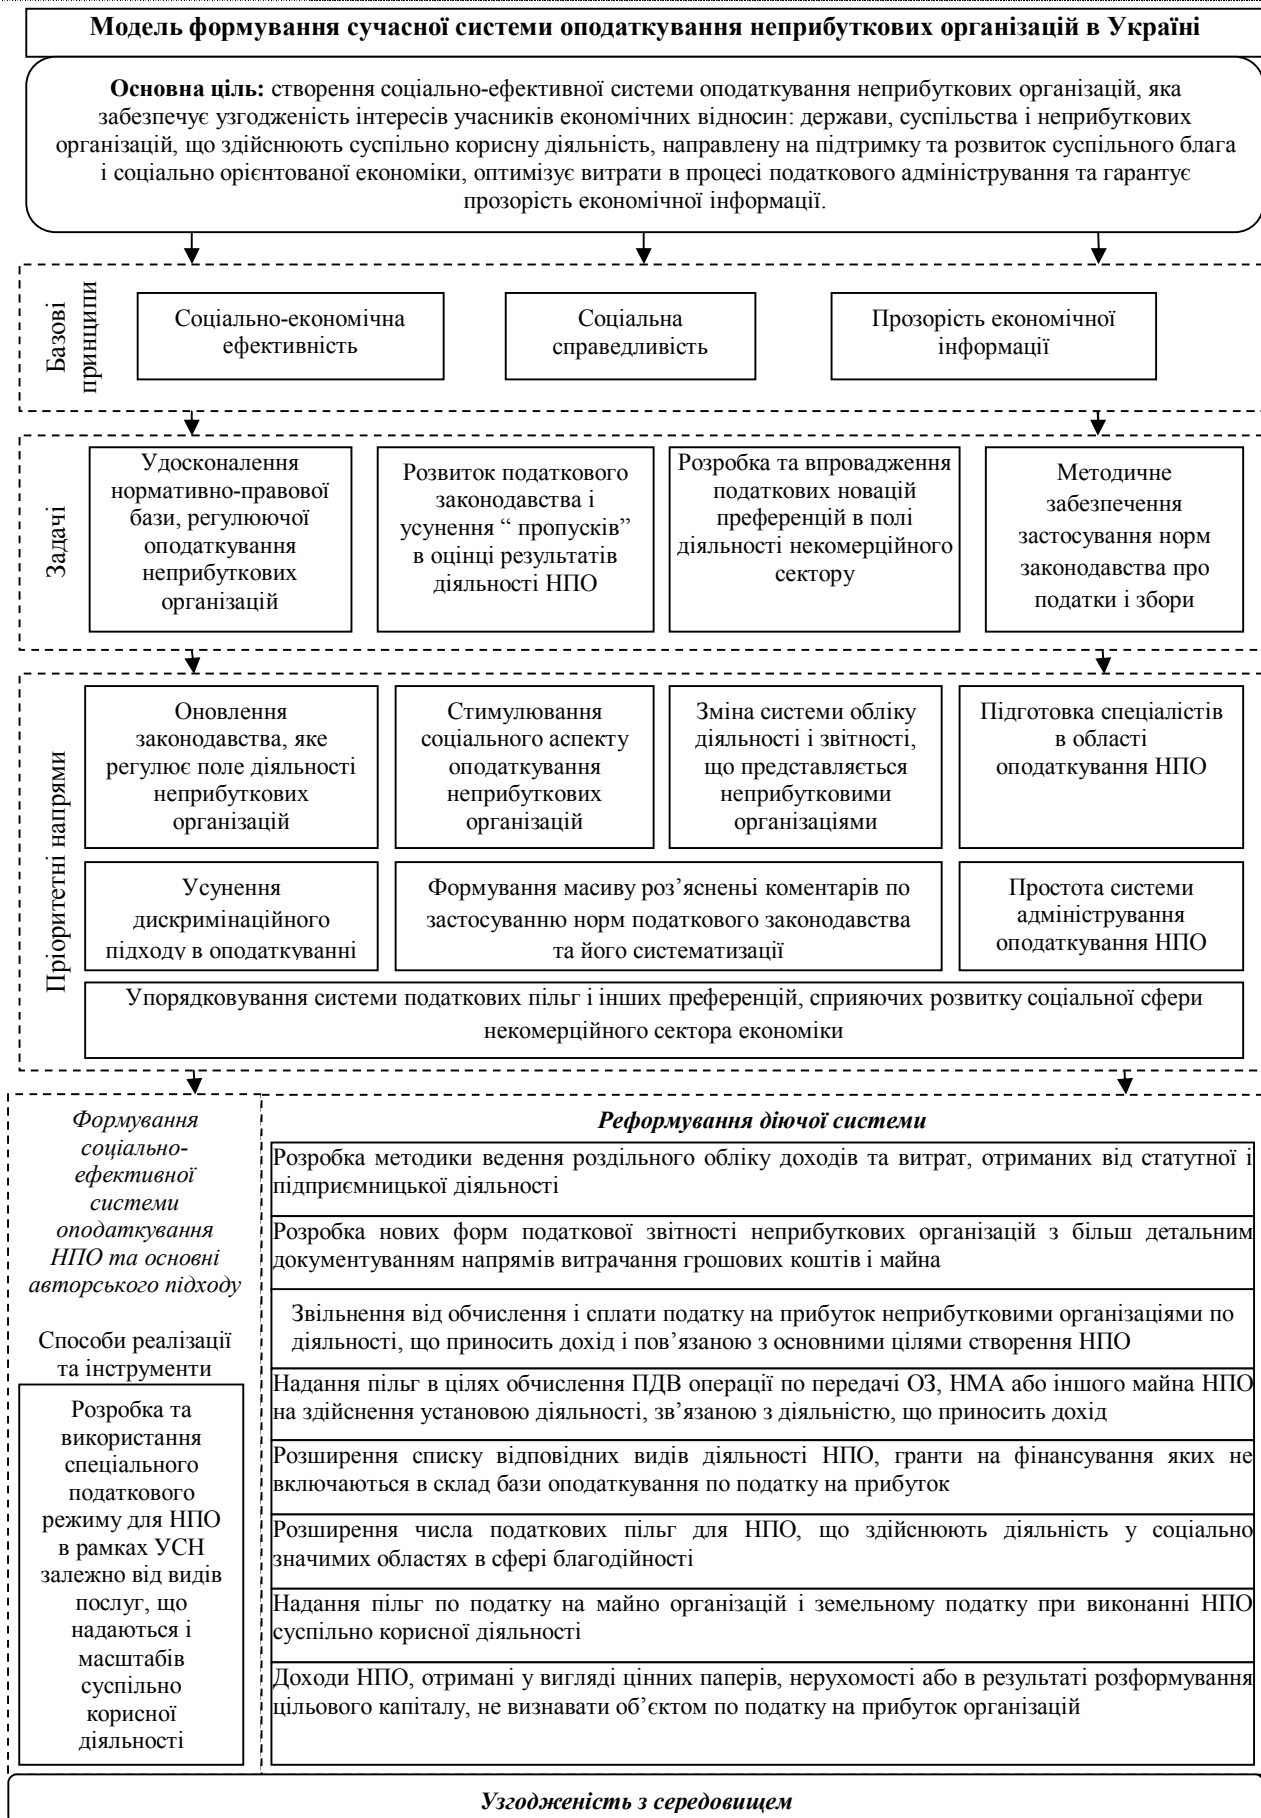 Модель формування сучасної системи оподаткування неприбуткових організацій в Україні
Основна ціль: створення соціально-ефективної системи оподаткування неприбуткових організацій, яка
забезпечує узгодженість інтересів учасників економічних відносин: держави, суспільства і неприбуткових
організацій, що здійснюють суспільно корисну діяльність, направлену на підтримку та розвиток суспільного блага
і соціально орієнтованої економіки, оптимізує витрати в процесі податкового адміністрування та гарантує
прозорість економічної інформації.
Базові
принципи
Соціально-економічна
ефективність
Соціальна
справедливість
Прозорість економічної
інформації
Задачі
Удосконалення
нормативно-правової
бази, регулюючої
оподаткування
неприбуткових
організацій
Розвиток податкового
законодавства і
усунення “ пропусків”
в оцінці результатів
діяльності НПО
Розробка та впровадження
податкових новацій
преференцій в полі
діяльності некомерційного
сектору
Методичне
забезпечення
застосування норм
законодавства про
податки і збори
Пріоритетні напрями
Оновлення
законодавства, яке
регулює поле діяльності
неприбуткових
організацій
Стимулювання
соціального аспекту
оподаткування
неприбуткових
організацій
Зміна системи обліку
діяльності і звітності,
що представляється
неприбутковими
організаціями
Підготовка спеціалістів
в області
оподаткування НПО
Усунення
дискримінаційного
підходу в оподаткуванні
Формування масиву роз’ясненьі коментарів по
застосуванню норм податкового законодавства
та його систематизації
Простота системи
адміністрування
оподаткування НПО
Упорядковування системи податкових пільг і інших преференцій, сприяючих розвитку соціальної сфери
некомерційного сектора економіки
Формування
соціально-
ефективної
системи
оподаткування
НПО та основні
авторського підходу
Способи реалізації
та інструменти
Розробка та
використання
спеціального
податкового
режиму для НПО
в рамках УСН
залежно від видів
послуг, що
надаються і
масштабів
суспільно
корисної
діяльності
Реформування діючої системи
Розробка методики ведення роздільного обліку доходів та витрат, отриманих від статутної і
підприємницької діяльності
Розробка нових форм податкової звітності неприбуткових організацій з більш детальним
документуванням напрямів витрачання грошових коштів і майна
Звільнення від обчислення і сплати податку на прибуток неприбутковими організаціями по
діяльності, що приносить дохід і пов’язаною з основними цілями створення НПО
Надання пільг в цілях обчислення ПДВ операції по передачі ОЗ, НМА або іншого майна НПО
на здійснення установою діяльності, зв’язаною з діяльністю, що приносить дохід
Розширення списку відповідних видів діяльності НПО, гранти на фінансування яких не
включаються в склад бази оподаткування по податку на прибуток
Розширення числа податкових пільг для НПО, що здійснюють діяльність у соціально
значимих областях в сфері благодійності
Надання пільг по податку на майно організацій і земельному податку при виконанні НПО
суспільно корисної діяльності
Доходи НПО, отримані у вигляді цінних паперів, нерухомості або в результаті розформування
цільового капіталу, не визнавати об’єктом по податку на прибуток організацій
Узгодженість з середовищем